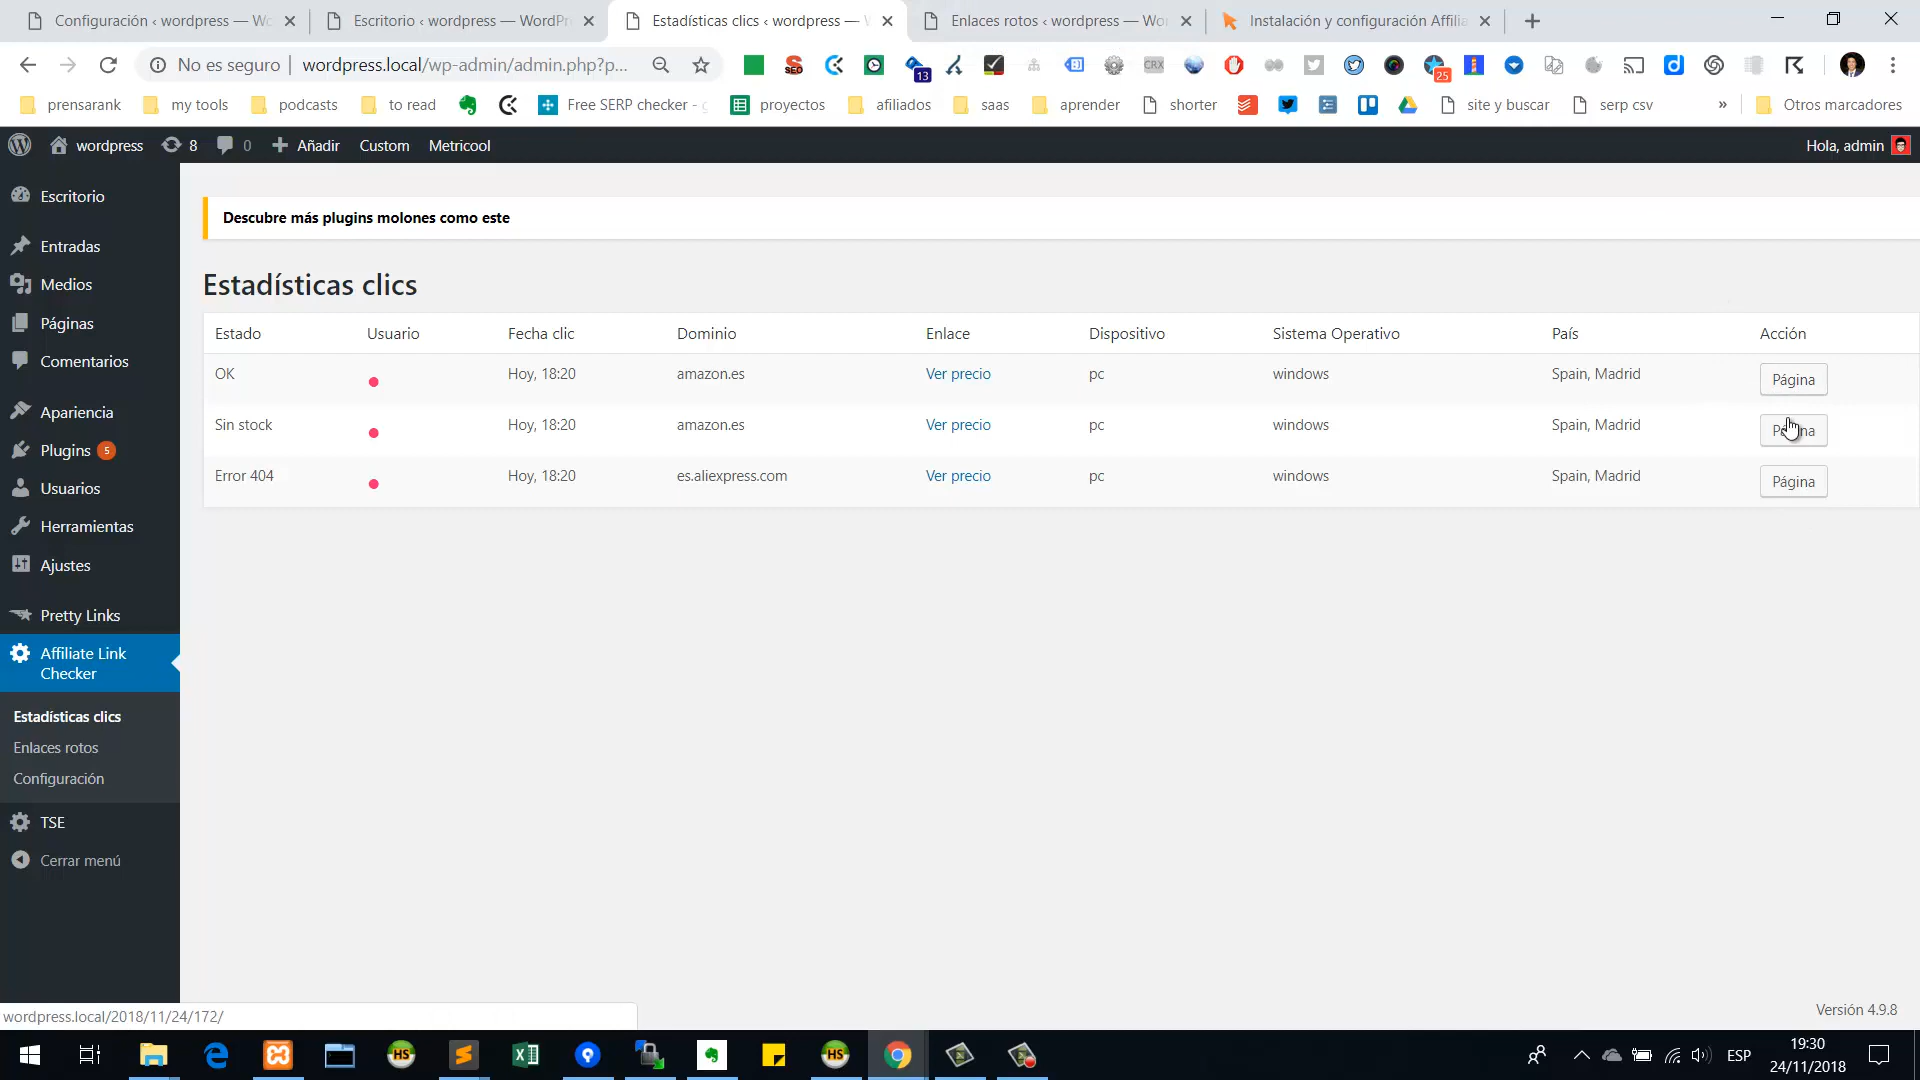 Configuración ‹ wordpress — Wo
Escritorio ‹ wordpress — WordPr
Estadísticas clics ‹ wordpress —
Enlaces rotos ‹ wordpress — Wor
Instalación y configuración Affilia
No es seguro
wordpress.local/wp-admin/admin.php?p...
SEO
13
CRX
25
prensarank
my tools
podcasts
to read
Free SERP checker -
proyectos
afiliados
saas
aprender
shorter
site y buscar
serp csv
»
Otros marcadores
wordpress
8
0
Añadir
Custom
Metricool
Hola, admin
Escritorio
Entradas
Medios
Páginas
Comentarios
Apariencia
Plugins 5
Usuarios
Herramientas
Ajustes
Pretty Links
Affiliate Link
Checker
Estadísticas clics
Enlaces rotos
Configuración
TSE
Cerrar menú
Descubre más plugins molones como este
Estadísticas clics
Estado Usuario Fecha clic Dominio Enlace Dispositivo Sistema Operativo País Acción
OK Hoy, 18:20 amazon.es Ver precio pc windows Spain, Madrid Página
Sin stock Hoy, 18:20 amazon.es Ver precio pc windows Spain, Madrid
Error 404 Hoy, 18:20 es.aliexpress.com Ver precio pc windows Spain, Madrid Página
Versión 4.9.8
wordpress.local/2018/11/24/172/
HS
HS
ESP
19:30
24/11/2018